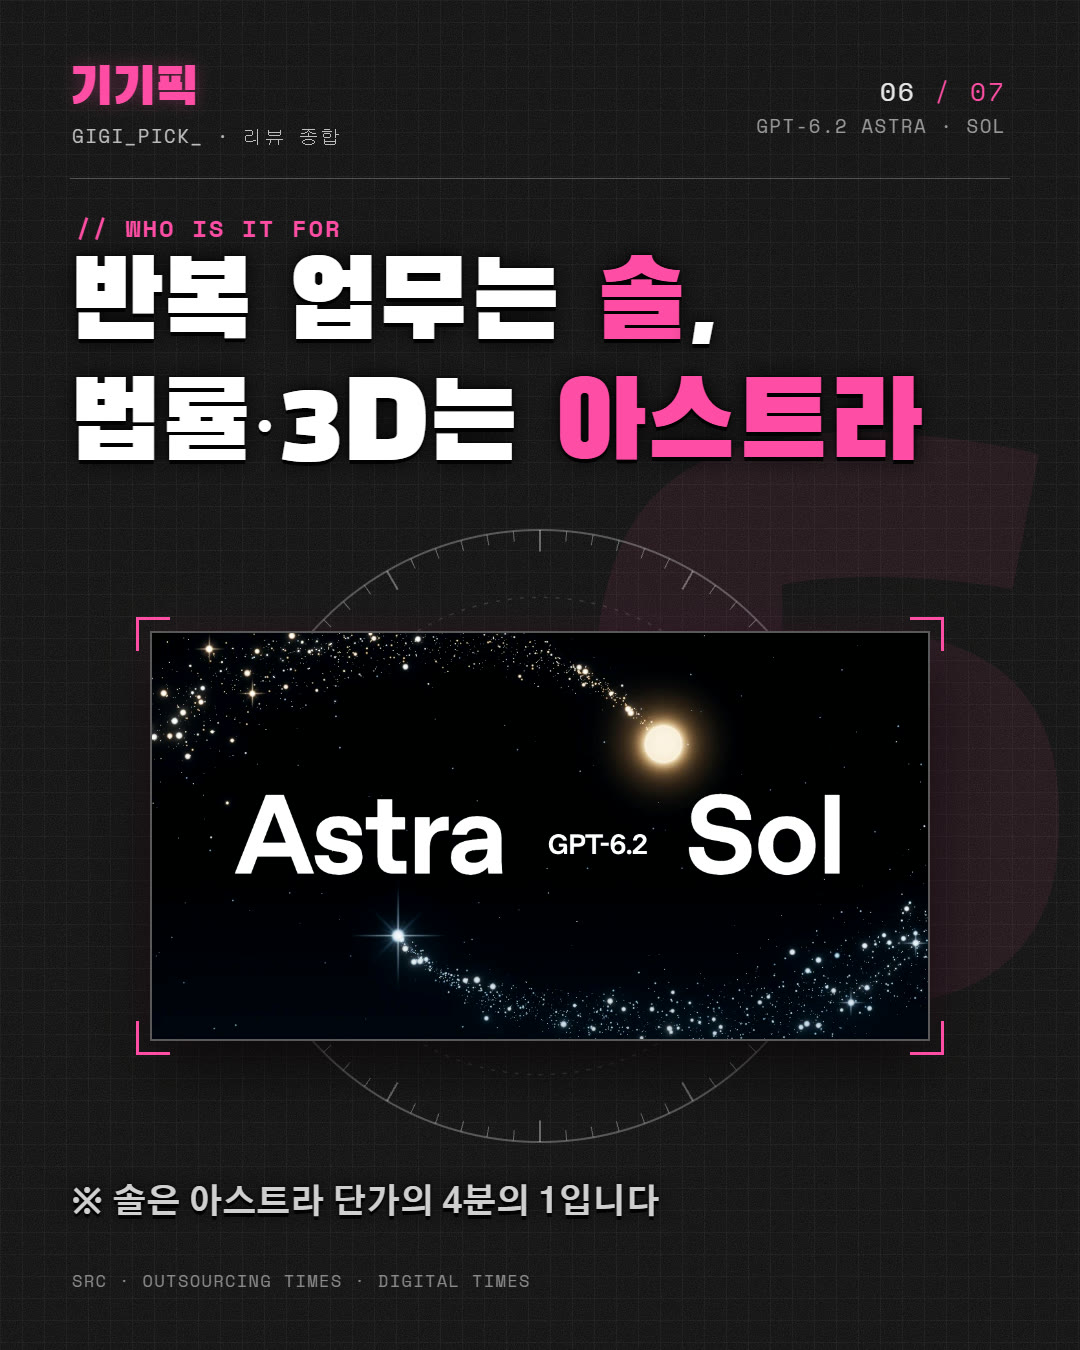 기기픽
GIGI_PICK_ · 리뷰 종합
06 / 07
GPT-6.2 ASTRA · SOL
// WHO IS IT FOR
반복 업무는 솔,
법률·3D는 아스트라
Astra GPT-6.2 Sol
※ 솔은 아스트라 단가의 4분의 1입니다
SRC · OUTSOURCING TIMES · DIGITAL TIMES